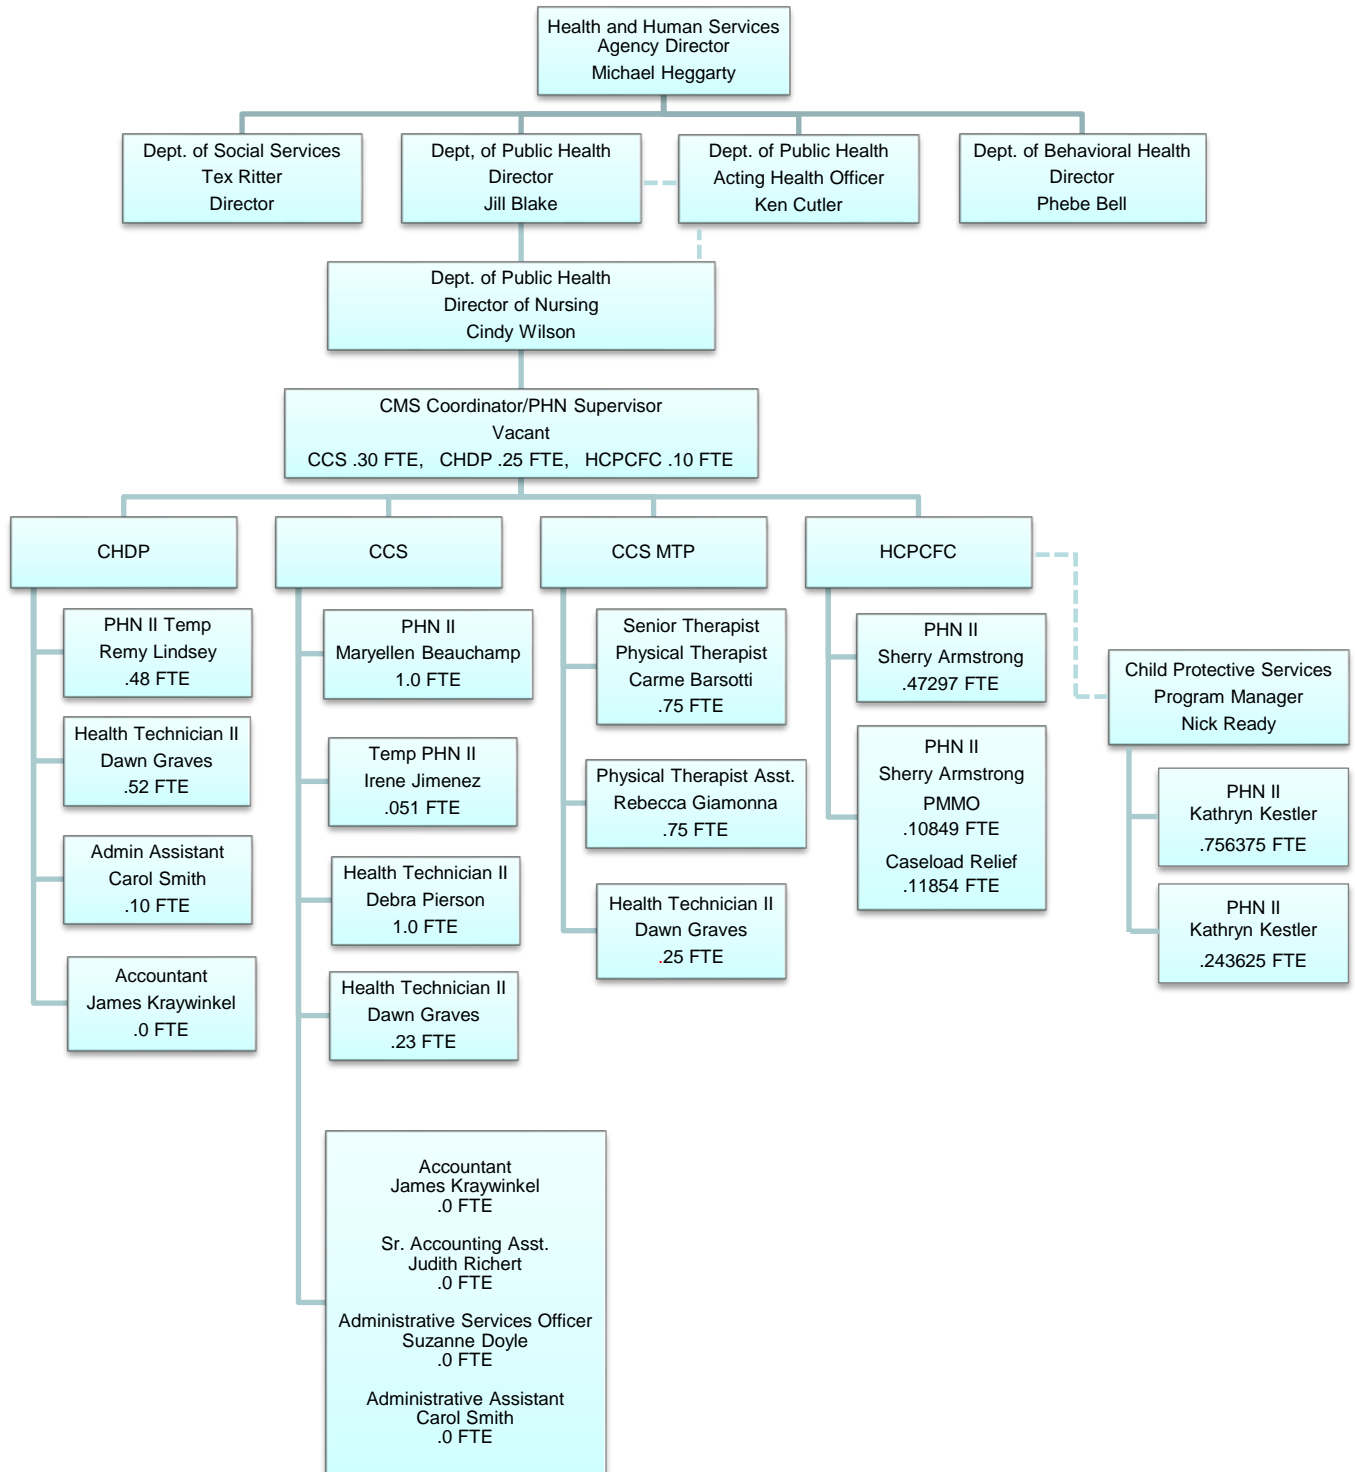 Health and Human Services
Agency Director
Michael Heggarty
Dept. of Social Services
Tex Ritter
Director
Dept, of Public Health
Director
Jill Blake
Dept. of Public Health
Acting Health Officer
Ken Cutler
Dept. of Behavioral Health
Director
Phebe Bell
Dept. of Public Health
Director of Nursing
Cindy Wilson
CMS Coordinator/PHN Supervisor
Vacant
CCS .30 FTE, CHDP .25 FTE, HCPCFC .10 FTE
CHDP
PHN II Temp
Remy Lindsey
.48 FTE
Health Technician II
Dawn Graves
.52 FTE
Admin Assistant
Carol Smith
.10 FTE
Accountant
James Kraywinkel
.0 FTE
CCS
PHN II
Maryellen Beauchamp
1.0 FTE
Temp PHN II
Irene Jimenez
.051 FTE
Health Technician II
Debra Pierson
1.0 FTE
Health Technician II
Dawn Graves
.23 FTE
Accountant
James Kraywinkel
.0 FTE
Sr. Accounting Asst.
Judith Richert
.0 FTE
Administrative Services Officer
Suzanne Doyle
.0 FTE
Administrative Assistant
Carol Smith
.0 FTE
CCS MTP
Senior Therapist
Physical Therapist
Carme Barsotti
.75 FTE
Physical Therapist Asst.
Rebecca Giamonna
.75 FTE
Health Technician II
Dawn Graves
.25 FTE
HCPCFC
PHN II
Sherry Armstrong
.47297 FTE
PHN II
Sherry Armstrong
PMMO
.10849 FTE
Caseload Relief
.11854 FTE
Child Protective Services
Program Manager
Nick Ready
PHN II
Kathryn Kestler
.756375 FTE
PHN II
Kathryn Kestler
.243625 FTE